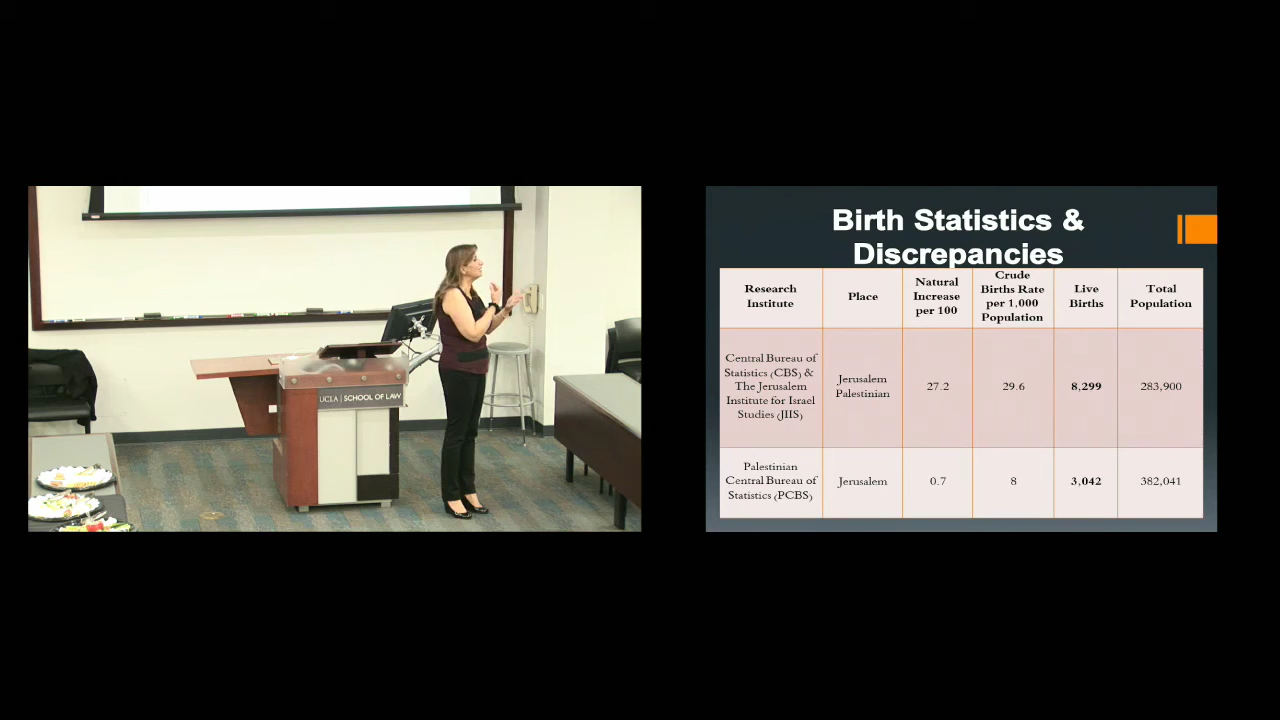 UCLA | SCHOOL OF LAW
Birth Statistics &
Discrepancies
Research
Institute
Place
Natural
Increase
per 100
Crude
Births Rate
per 1,000
Population
Live
Births
Total
Population
Central Bureau of
Statistics (CBS) &
The Jerusalem
Institute for Israel
Studies (JIIS)
Jerusalem
Palestinian
27.2
29.6
8,299
283,900
Palestinian
Central Bureau of
Statistics (PCBS)
Jerusalem
0.7
8
3,042
382,041